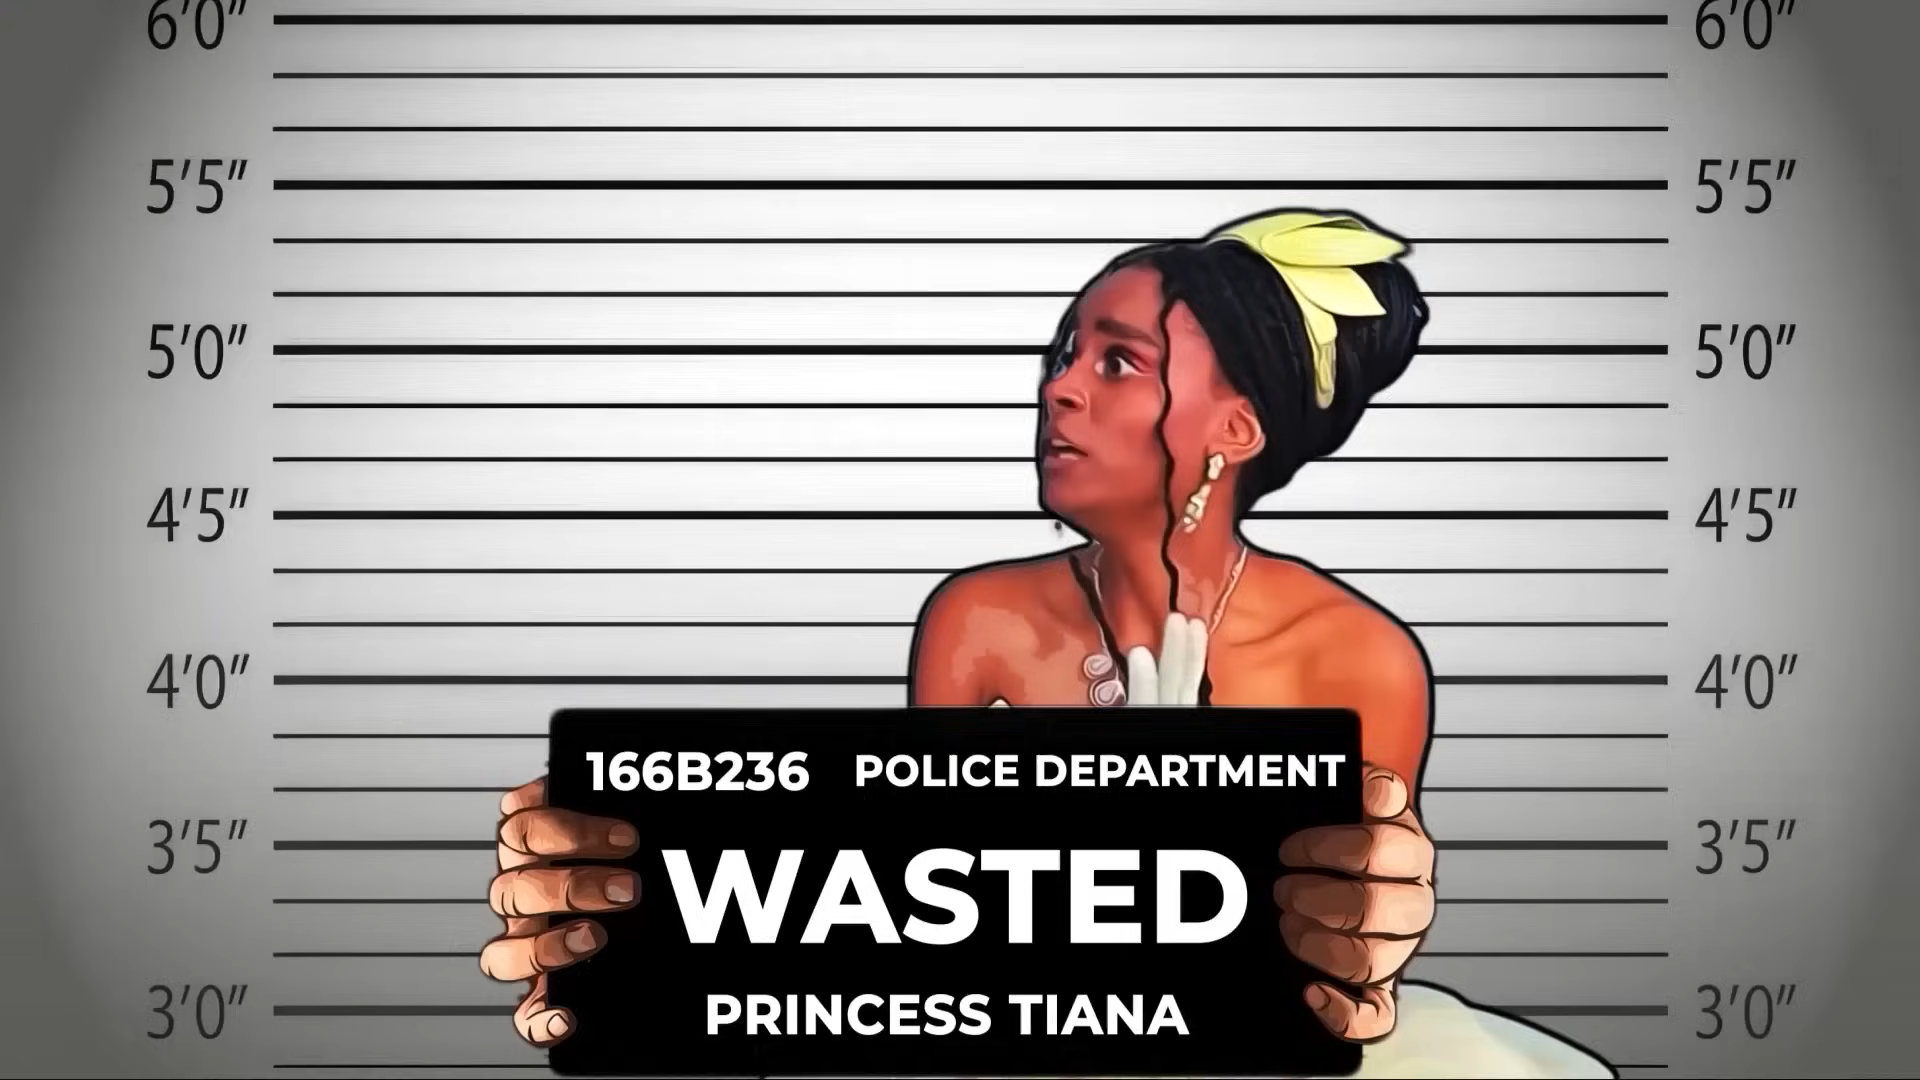 6'0" 6'0"
5'5" 5'5"
5'0" 5'0"
4'5" 4'5"
4'0" 4'0"
166B236 POLICE DEPARTMENT
3'5" 3'5"
WASTED
3'0" 3'0"
PRINCESS TIANA